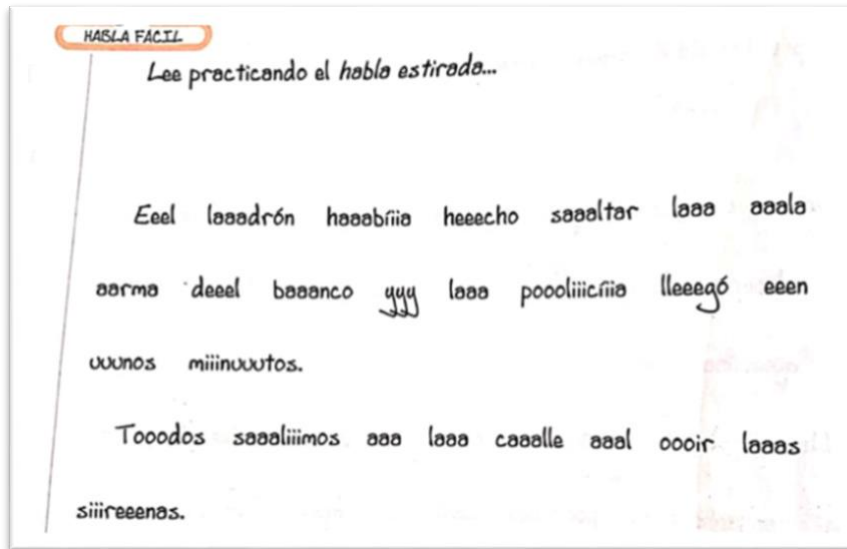 HABLA FÁCIL
Lee practicando el habla estirada...
Eeel laaadrón haaabíiia heeecho saaaltar laaa aaala
aarma deeel baaanco yyy laaa poooliiicíiia lleeegó eeen
uuunos miiinuuutos.
Tooodos saaaliiimos aaa laaa caaalle aaal oooir laaas
siiireeenas.